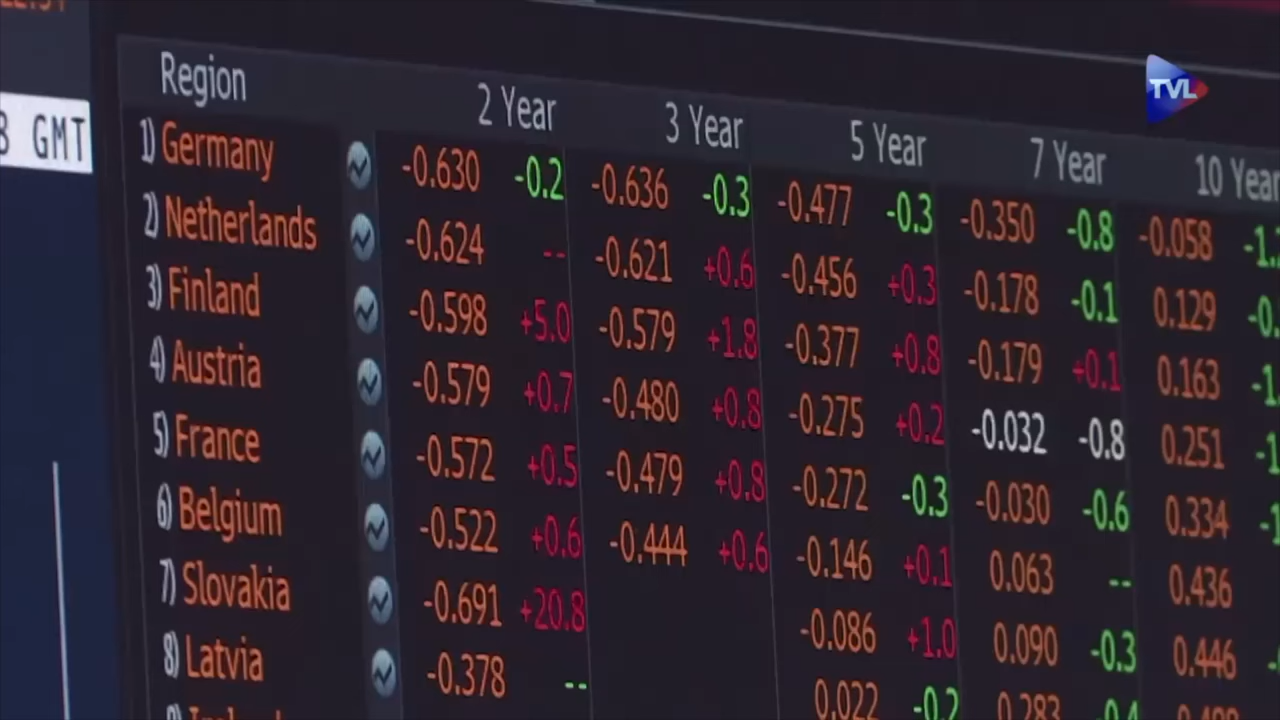 TVL
8 GMT
Region 2 Year 3 Year 5 Year 7 Year 10 Year
1) Germany -0.630 -0.2 -0.636 -0.3 -0.477 -0.3 -0.350 -0.8 -0.058
2) Netherlands -0.624 -- -0.621 +0.6 -0.456 +0.3 -0.178 -0.1 0.129
3) Finland -0.598 +5.0 -0.579 +1.8 -0.377 +0.8 -0.179 +0.1 0.163
4) Austria -0.579 +0.7 -0.480 +0.8 -0.275 +0.2 -0.032 -0.8 0.251
5) France -0.572 +0.5 -0.479 +0.8 -0.272 -0.3 -0.030 -0.6 0.334
6) Belgium -0.522 +0.6 -0.444 +0.6 -0.146 +0.1 0.063 -- 0.436
7) Slovakia -0.691 +20.8 -0.086 +1.0 0.090 -0.3 0.446
8) Latvia -0.378 -- 0.022 -0.2 0.283